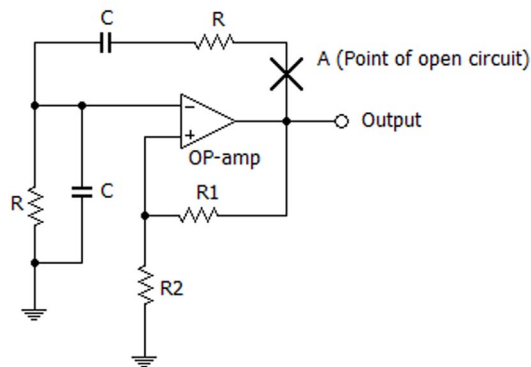 C
R
A (Point of open circuit)
−
+
OP-amp
Output
R
C
R1
R2